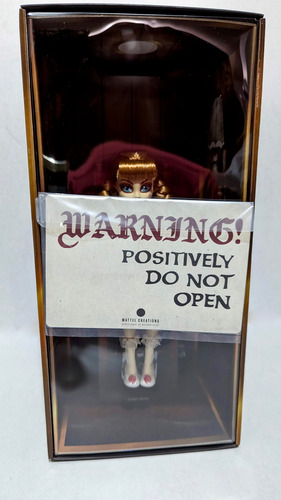 WARNING!
POSITIVELY
DO NOT
OPEN
MATTEL CREATIONS